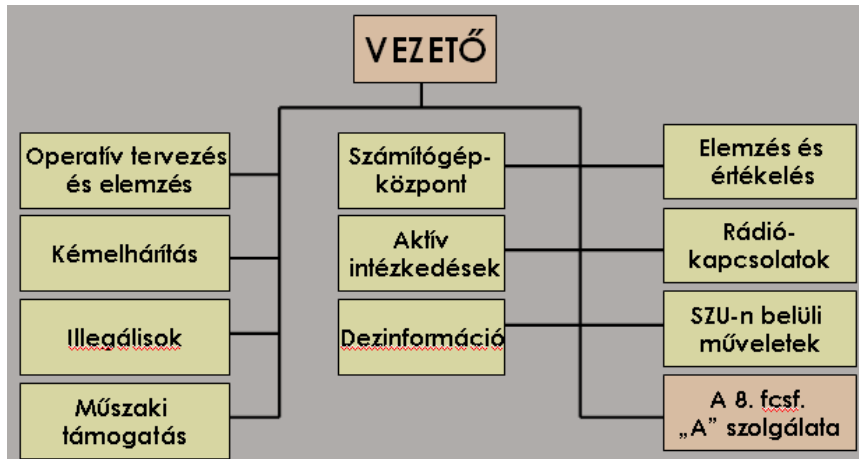 VEZETŐ
Operatív tervezés
és elemzés
Kémelhárítás
Illegálisok
Műszaki
támogatás
Számítógép-
központ
Aktív
intézkedések
Dezinformáció
Elemzés és
értékelés
Rádió-
kapcsolatok
SZU-n belüli
műveletek
A 8. fcsf.
„A” szolgálata